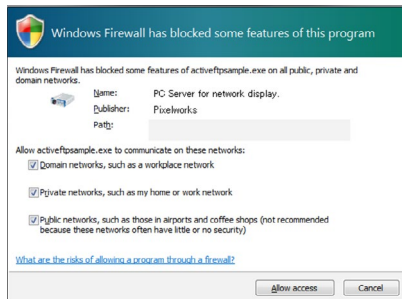 Windows Firewall has blocked some features of this program
Windows Firewall has blocked some features of activeftpsample.exe on all public, private and
domain networks.
Name: PC Server for network display.
Publisher: Pixelworks
Path:
Allow activeftpsample.exe to communicate on these networks:
Domain networks, such as a workplace network
Private networks, such as my home or work network
Public networks, such as those in airports and coffee shops (not recommended
because these networks often have little or no security)
What are the risks of allowing a program through a firewall?
Allow access Cancel